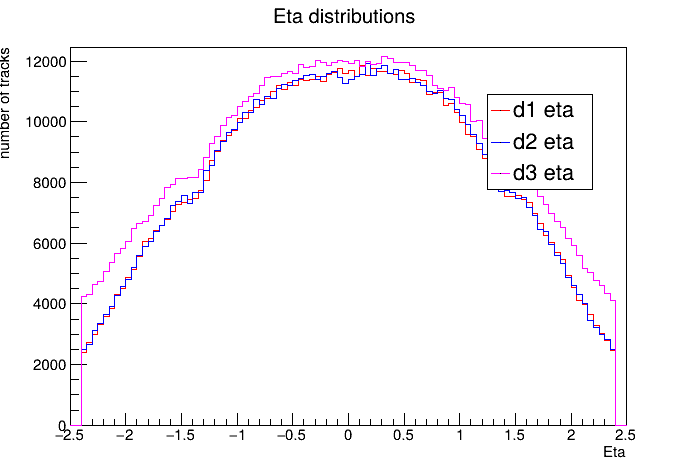 Eta distributions
number of tracks
12000
10000
8000
6000
4000
2000
0
d1 eta
d2 eta
d3 eta
−2.5 −2 −1.5 −1 −0.5 0 0.5 1 1.5 2 2.5
Eta